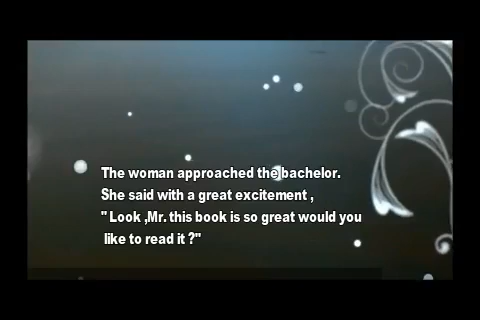 The woman approached the bachelor.
She said with a great excitement ,
" Look ,Mr. this book is so great would you
like to read it ?"